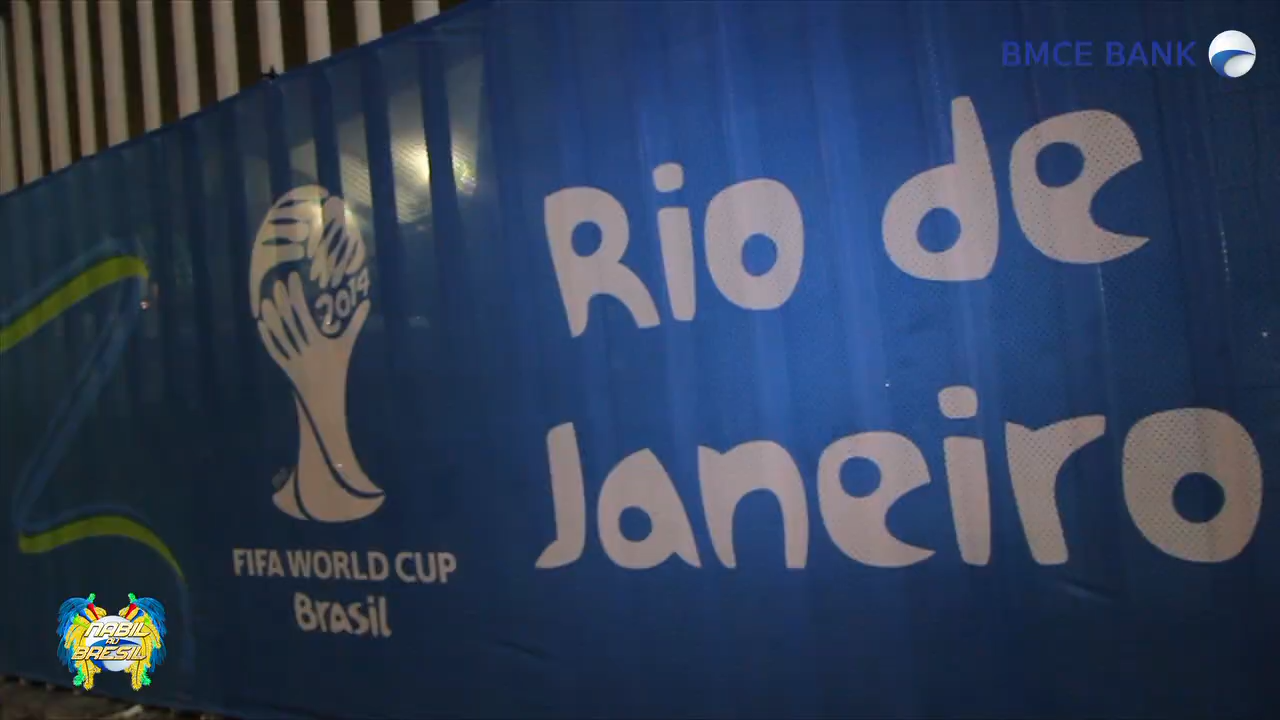 BMCE BANK
2014
FIFA WORLD CUP
Brasil
Rio de
Janeiro
NABIL
AU
BRESIL